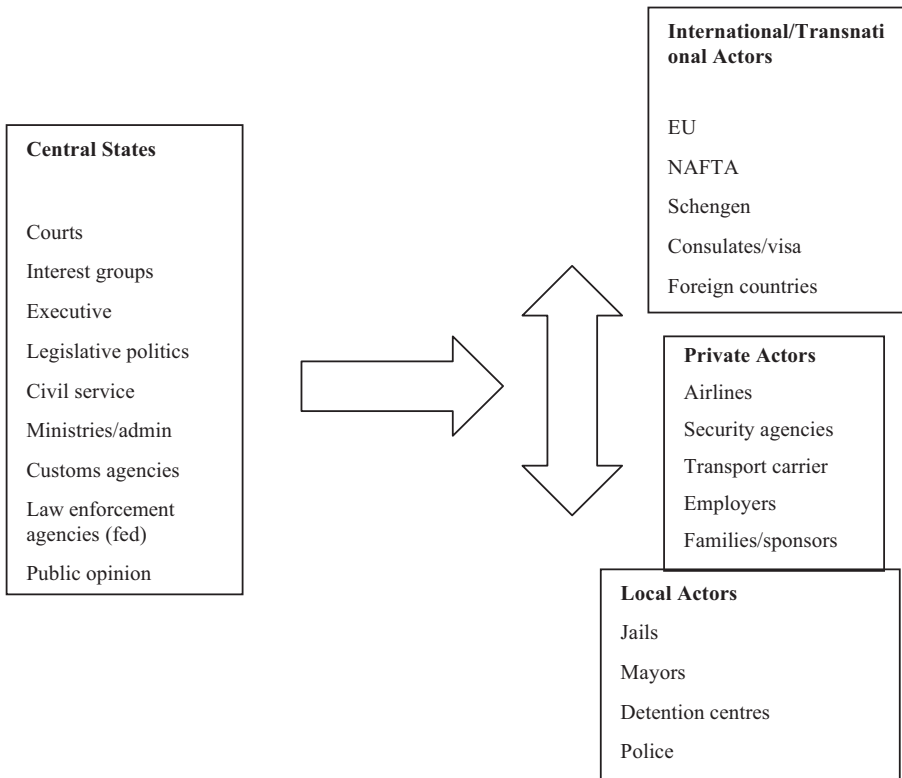 Central States
Courts
Interest groups
Executive
Legislative politics
Civil service
Ministries/admin
Customs agencies
Law enforcement
agencies (fed)
Public opinion
International/Transnati
onal Actors
EU
NAFTA
Schengen
Consulates/visa
Foreign countries
Private Actors
Airlines
Security agencies
Transport carrier
Employers
Families/sponsors
Local Actors
Jails
Mayors
Detention centres
Police